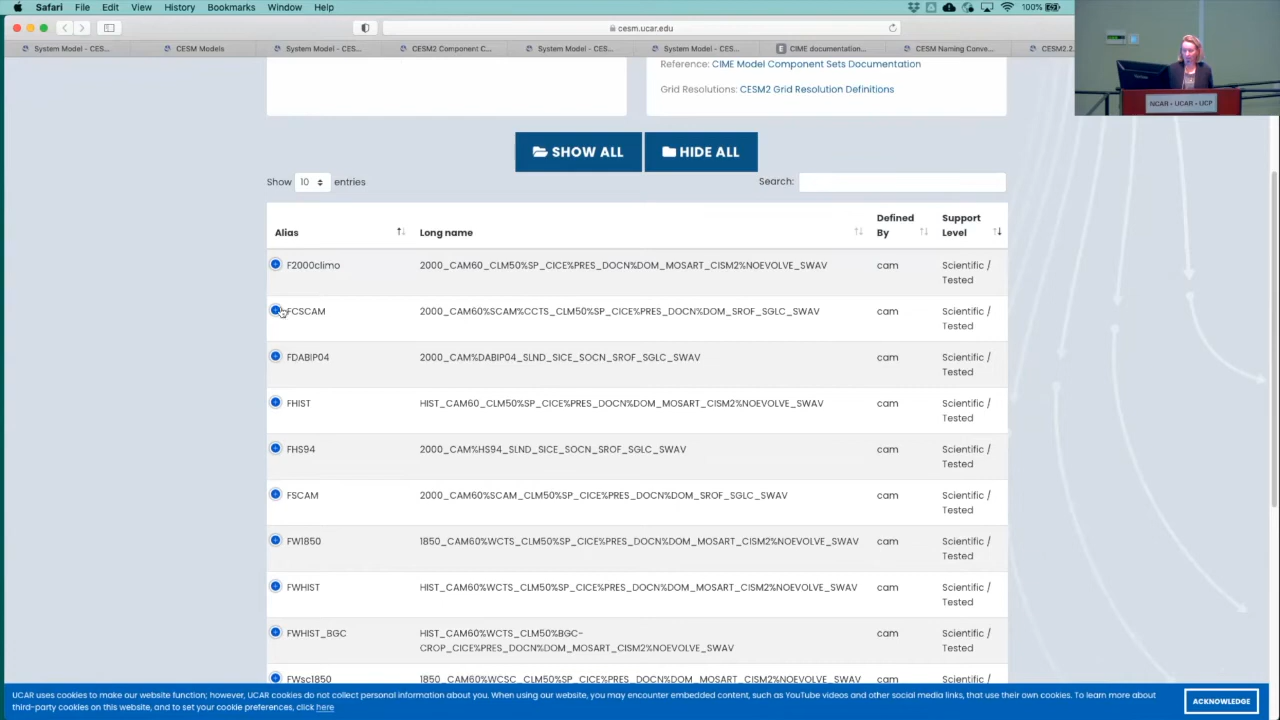 Safari File Edit View History Bookmarks Window Help 100%
cesm.ucar.edu
System Model - CES... CESM Models System Model - CES... CESM2 Component C... System Model - CES... System Model - CES... CIME documentation... CESM Naming Conve... CESM2.2
Reference: CIME Model Component Sets Documentation
Grid Resolutions: CESM2 Grid Resolution Definitions
NCAR • UCAR • UCP
SHOW ALL HIDE ALL
Show 10 entries Search:
Alias Long name Defined By Support Level
F2000climo 2000_CAM60_CLM50%SP_CICE%PRES_DOCN%DOM_MOSART_CISM2%NOEVOLVE_SWAV cam Scientific /
Tested
FCSCAM 2000_CAM60%SCAM%CCTS_CLM50%SP_CICE%PRES_DOCN%DOM_SROF_SGLC_SWAV cam Scientific /
Tested
FDABIP04 2000_CAM%DABIP04_SLND_SICE_SOCN_SROF_SGLC_SWAV cam Scientific /
Tested
FHIST HIST_CAM60_CLM50%SP_CICE%PRES_DOCN%DOM_MOSART_CISM2%NOEVOLVE_SWAV cam Scientific /
Tested
FHS94 2000_CAM%HS94_SLND_SICE_SOCN_SROF_SGLC_SWAV cam Scientific /
Tested
FSCAM 2000_CAM60%SCAM_CLM50%SP_CICE%PRES_DOCN%DOM_SROF_SGLC_SWAV cam Scientific /
Tested
FW1850 1850_CAM60%WCTS_CLM50%SP_CICE%PRES_DOCN%DOM_MOSART_CISM2%NOEVOLVE_SWAV cam Scientific /
Tested
FWHIST HIST_CAM60%WCTS_CLM50%SP_CICE%PRES_DOCN%DOM_MOSART_CISM2%NOEVOLVE_SWAV cam Scientific /
Tested
FWHIST_BGC HIST_CAM60%WCTS_CLM50%BGC- cam Scientific /
CROP_CICE%PRES_DOCN%DOM_MOSART_CISM2%NOEVOLVE_SWAV Tested
FWsc1850 1850_CAM60%WCSC_CLM50%SP_CICE%PRES_DOCN%DOM_MOSART_CISM2%NOEVOLVE_SWAV cam Scientific /
UCAR uses cookies to make our website function; however, UCAR cookies do not collect personal information about you. When using our website, you may encounter embedded content, such as YouTube videos and other social media links, that use their own cookies. To learn more about
third-party cookies on this website, and to set your cookie preferences, click here
ACKNOWLEDGE